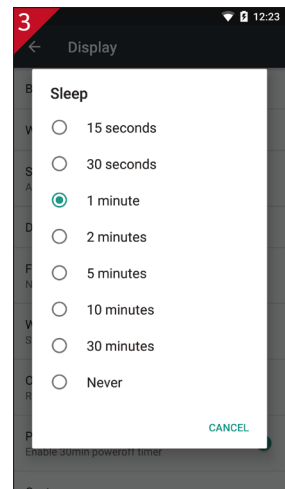 3
12:23
Display
Sleep
15 seconds
30 seconds
1 minute
2 minutes
5 minutes
10 minutes
30 minutes
Never
CANCEL
Enable 30min poweroff timer